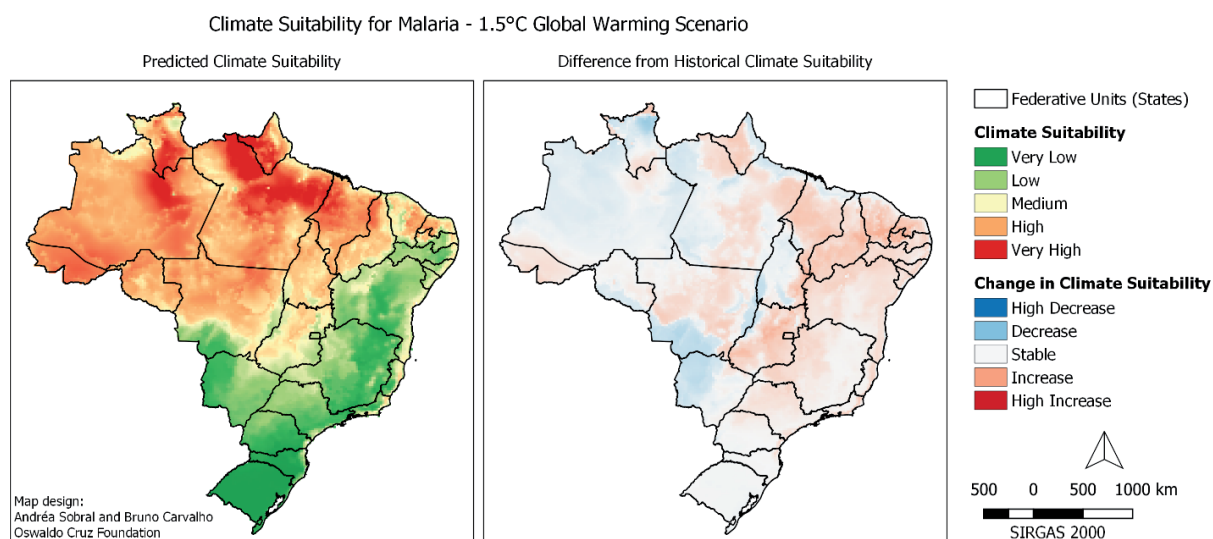 Climate Suitability for Malaria - 1.5°C Global Warming Scenario
Predicted Climate Suitability
Difference from Historical Climate Suitability
Map design:
Andréa Sobral and Bruno Carvalho
Oswaldo Cruz Foundation
Federative Units (States)
Climate Suitability
Very Low
Low
Medium
High
Very High
Change in Climate Suitability
High Decrease
Decrease
Stable
Increase
High Increase
500 0 500 1000 km
SIRGAS 2000